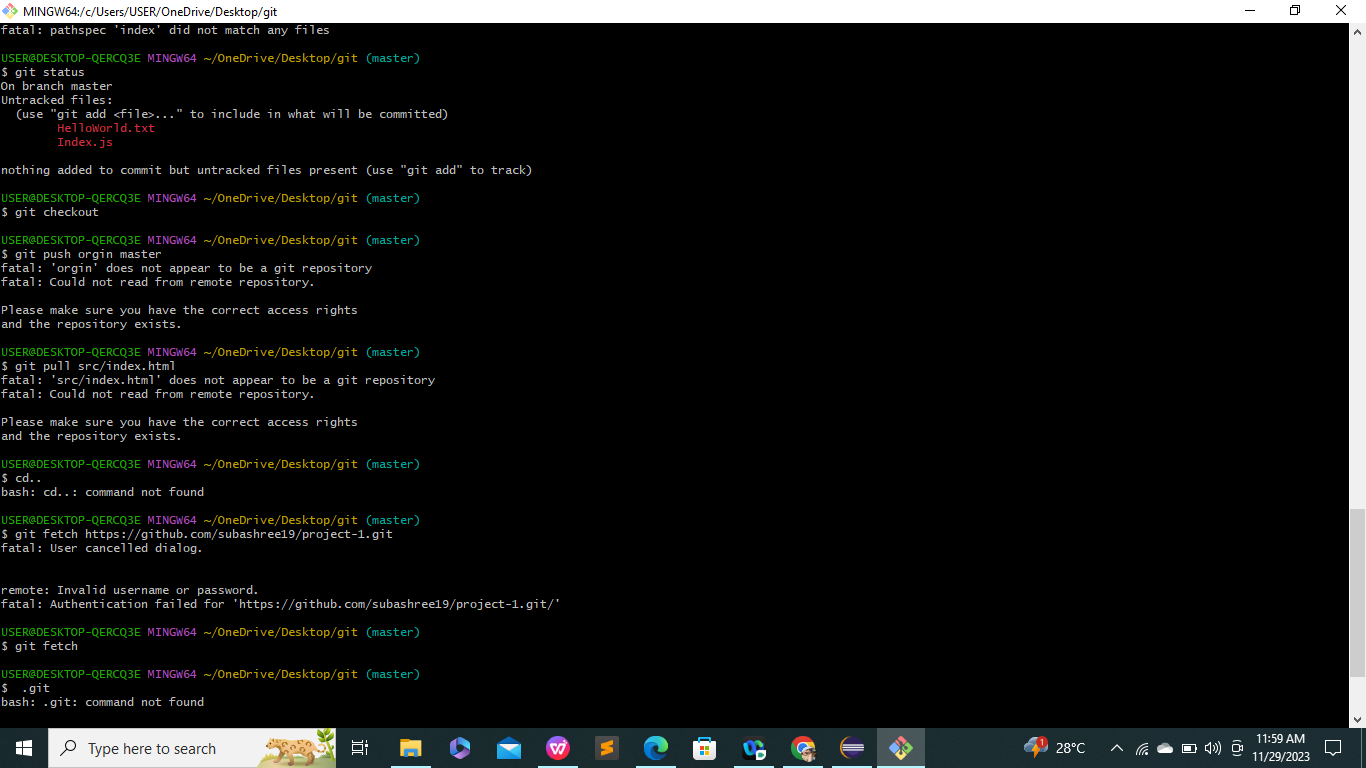 MINGW64:/c/Users/USER/OneDrive/Desktop/git
fatal: pathspec 'index' did not match any files
USER@DESKTOP-QERCQ3E MINGW64 ~/OneDrive/Desktop/git (master)
$ git status
On branch master
Untracked files:
(use "git add <file>..." to include in what will be committed)
HelloWorld.txt
Index.js
nothing added to commit but untracked files present (use "git add" to track)
USER@DESKTOP-QERCQ3E MINGW64 ~/OneDrive/Desktop/git (master)
$ git checkout
USER@DESKTOP-QERCQ3E MINGW64 ~/OneDrive/Desktop/git (master)
$ git push orgin master
fatal: 'orgin' does not appear to be a git repository
fatal: Could not read from remote repository.
Please make sure you have the correct access rights
and the repository exists.
USER@DESKTOP-QERCQ3E MINGW64 ~/OneDrive/Desktop/git (master)
$ git pull src/index.html
fatal: 'src/index.html' does not appear to be a git repository
fatal: Could not read from remote repository.
Please make sure you have the correct access rights
and the repository exists.
USER@DESKTOP-QERCQ3E MINGW64 ~/OneDrive/Desktop/git (master)
$ cd..
bash: cd..: command not found
USER@DESKTOP-QERCQ3E MINGW64 ~/OneDrive/Desktop/git (master)
$ git fetch https://github.com/subashree19/project-1.git
fatal: User cancelled dialog.
remote: Invalid username or password.
fatal: Authentication failed for 'https://github.com/subashree19/project-1.git/'
USER@DESKTOP-QERCQ3E MINGW64 ~/OneDrive/Desktop/git (master)
$ git fetch
USER@DESKTOP-QERCQ3E MINGW64 ~/OneDrive/Desktop/git (master)
$  .git
bash: .git: command not found
Type here to search
1
28°C
11:59 AM
11/29/2023